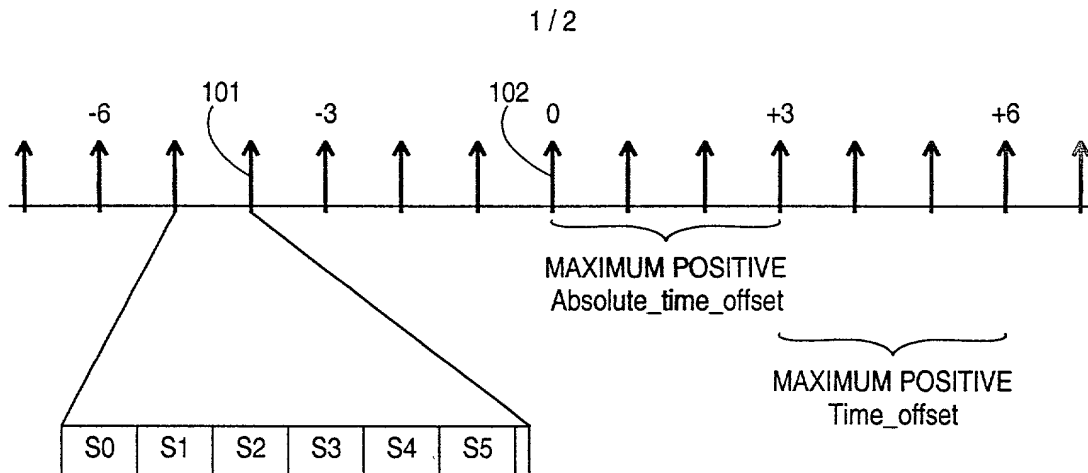 1 / 2
101 102
-6 -3 0 +3 +6
MAXIMUM POSITIVE
Absolute_time_offset
MAXIMUM POSITIVE
Time_offset
S0 S1 S2 S3 S4 S5